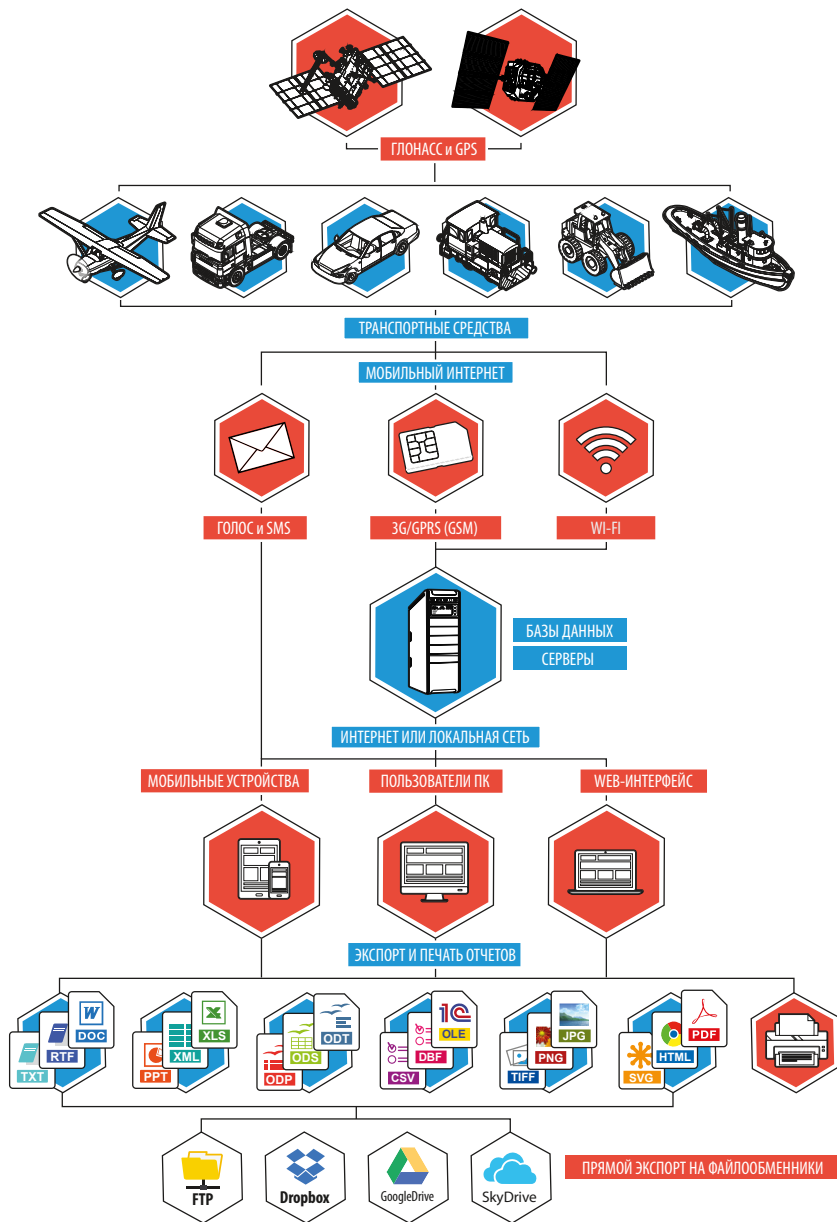 ГЛОНАСС и GPS
ТРАНСПОРТНЫЕ СРЕДСТВА
МОБИЛЬНЫЙ ИНТЕРНЕТ
ГОЛОС и SMS
3G/GPRS (GSM)
WI-FI
БАЗЫ ДАННЫХ
СЕРВЕРЫ
ИНТЕРНЕТ ИЛИ ЛОКАЛЬНАЯ СЕТЬ
МОБИЛЬНЫЕ УСТРОЙСТВА
ПОЛЬЗОВАТЕЛИ ПК
WEB-ИНТЕРФЕЙС
ЭКСПОРТ И ПЕЧАТЬ ОТЧЕТОВ
W
DOC
RTF
TXT
X
XLS
XML
PPT
ODT
ODS
ODP
1C
OLE
DBF
CSV
JPG
PNG
TIFF
PDF
HTML
SVG
FTP
Dropbox
GoogleDrive
SkyDrive
ПРЯМОЙ ЭКСПОРТ НА ФАЙЛООБМЕННИКИ